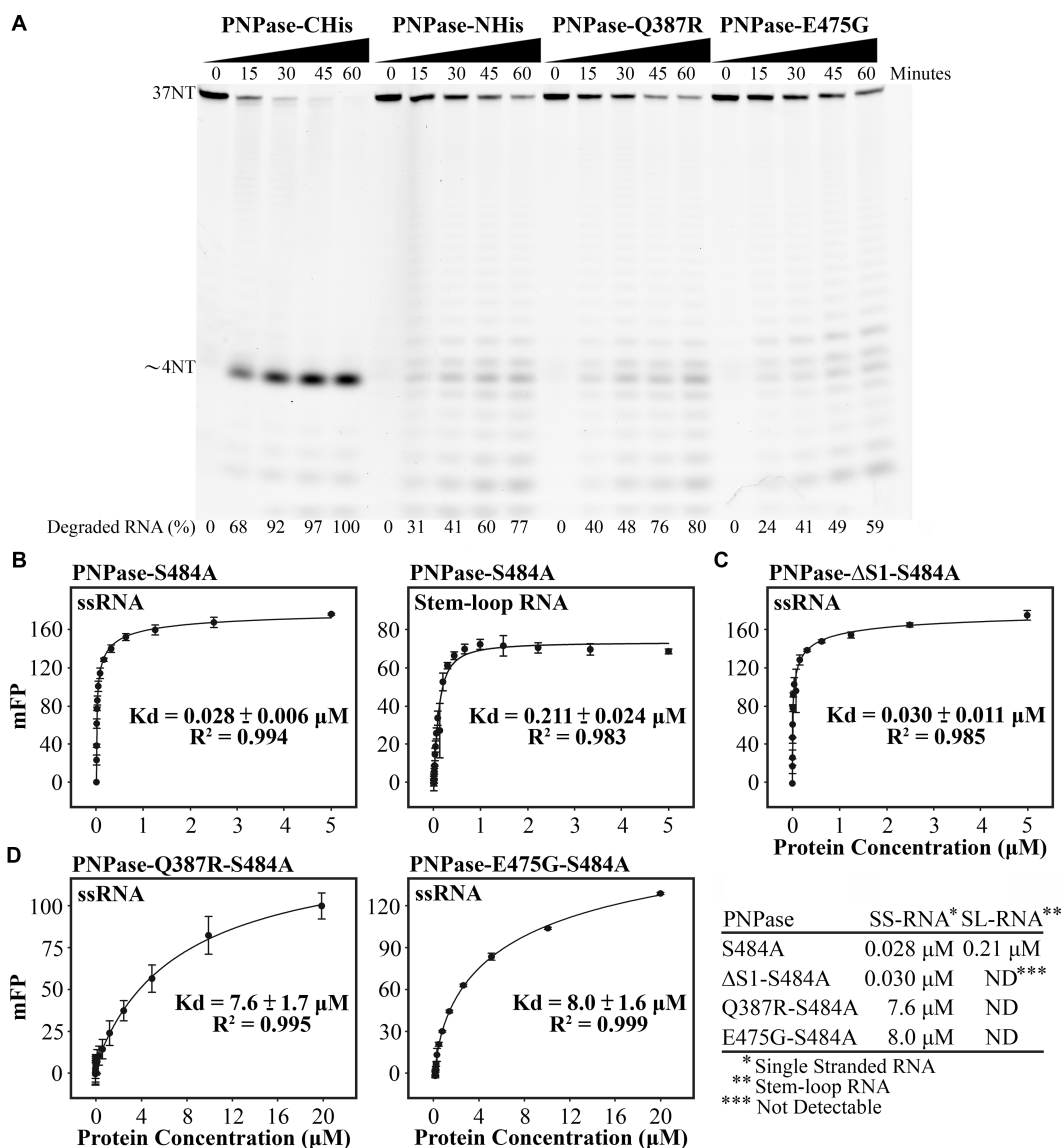 A
PNPase-CHis PNPase-NHis PNPase-Q387R PNPase-E475G
0 15 30 45 60 0 15 30 45 60 0 15 30 45 60 0 15 30 45 60 Minutes
37NT
~4NT
Degraded RNA (%) 0 68 92 97 100 0 31 41 60 77 0 40 48 76 80 0 24 41 49 59
B
PNPase-S484A
ssRNA
mFP
160
120
80
40
0
Kd = 0.028 ± 0.006 µM
R² = 0.994
0 1 2 3 4 5
PNPase-S484A
Stem-loop RNA
80
60
40
20
0
Kd = 0.211 ± 0.024 µM
R² = 0.983
0 1 2 3 4 5
C
PNPase-ΔS1-S484A
ssRNA
160
120
80
40
0
Kd = 0.030 ± 0.011 µM
R² = 0.985
0 1 2 3 4 5
Protein Concentration (µM)
D
PNPase-Q387R-S484A
ssRNA
mFP
100
75
50
25
0
Kd = 7.6 ± 1.7 µM
R² = 0.995
0 4 8 12 16 20
Protein Concentration (µM)
PNPase-E475G-S484A
ssRNA
120
90
60
30
0
Kd = 8.0 ± 1.6 µM
R² = 0.999
0 4 8 12 16 20
Protein Concentration (µM)
PNPase SS-RNA* SL-RNA**
S484A 0.028 µM 0.21 µM
ΔS1-S484A 0.030 µM ND***
Q387R-S484A 7.6 µM ND
E475G-S484A 8.0 µM ND
* Single Stranded RNA
** Stem-loop RNA
*** Not Detectable